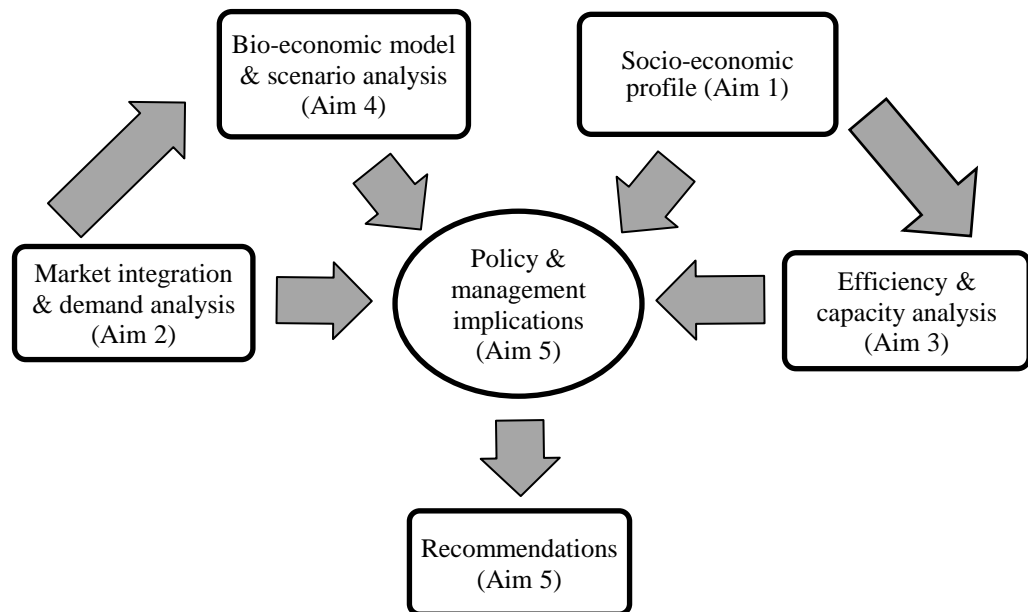 Bio-economic model
& scenario analysis
(Aim 4)
Socio-economic
profile (Aim 1)
Market integration
& demand analysis
(Aim 2)
Policy &
management
implications
(Aim 5)
Efficiency &
capacity analysis
(Aim 3)
Recommendations
(Aim 5)